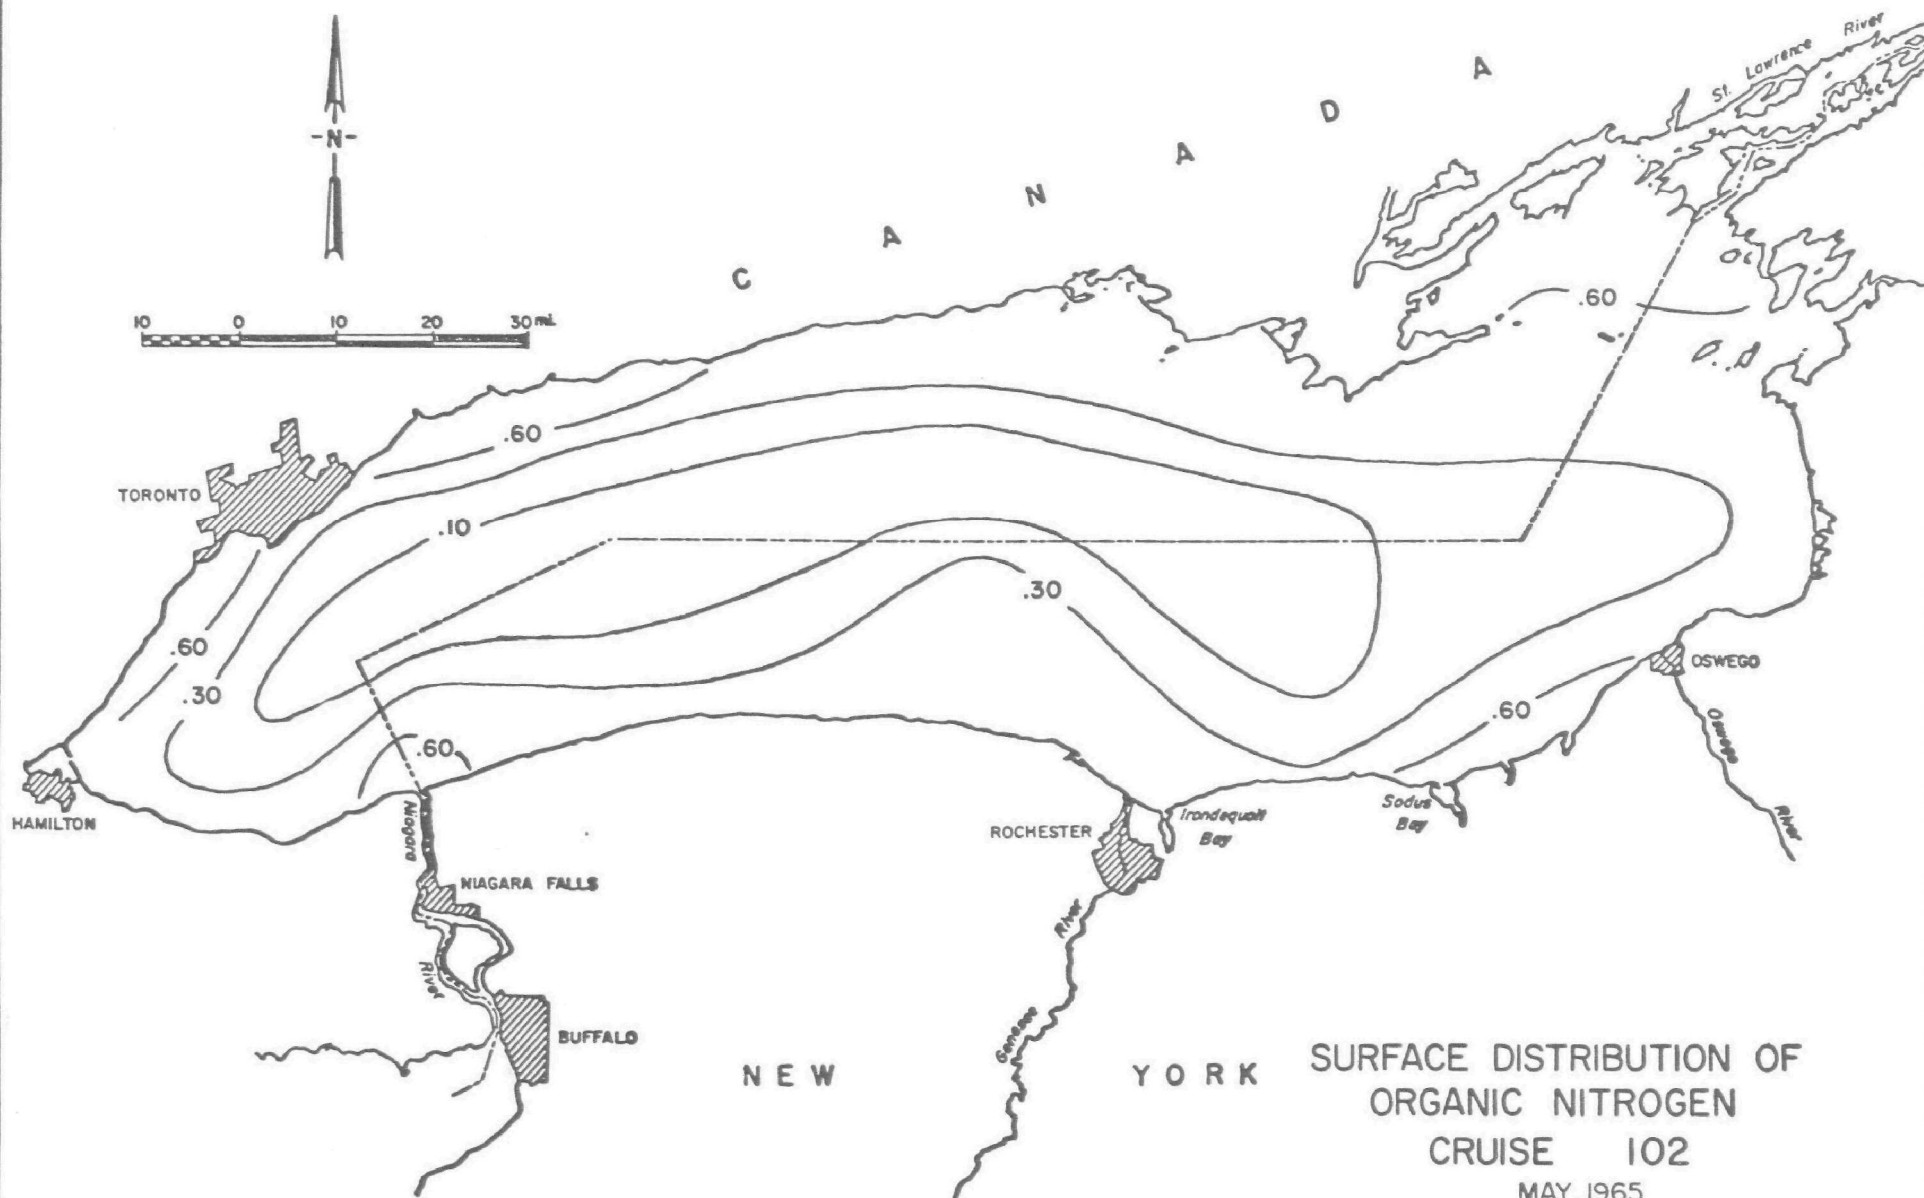 St. Lawrence River
C A N A D A
-N-
10 0 10 20 30 mi.
.60
.60
TORONTO
.10
.30
.60
.30
OSWEGO
.60
.60
Oswego River
HAMILTON
Niagara River
ROCHESTER
Irondequoit Bay
Sodus Bay
NIAGARA FALLS
Genesee River
BUFFALO
NEW YORK
SURFACE DISTRIBUTION OF
ORGANIC NITROGEN
CRUISE 102
MAY 1965